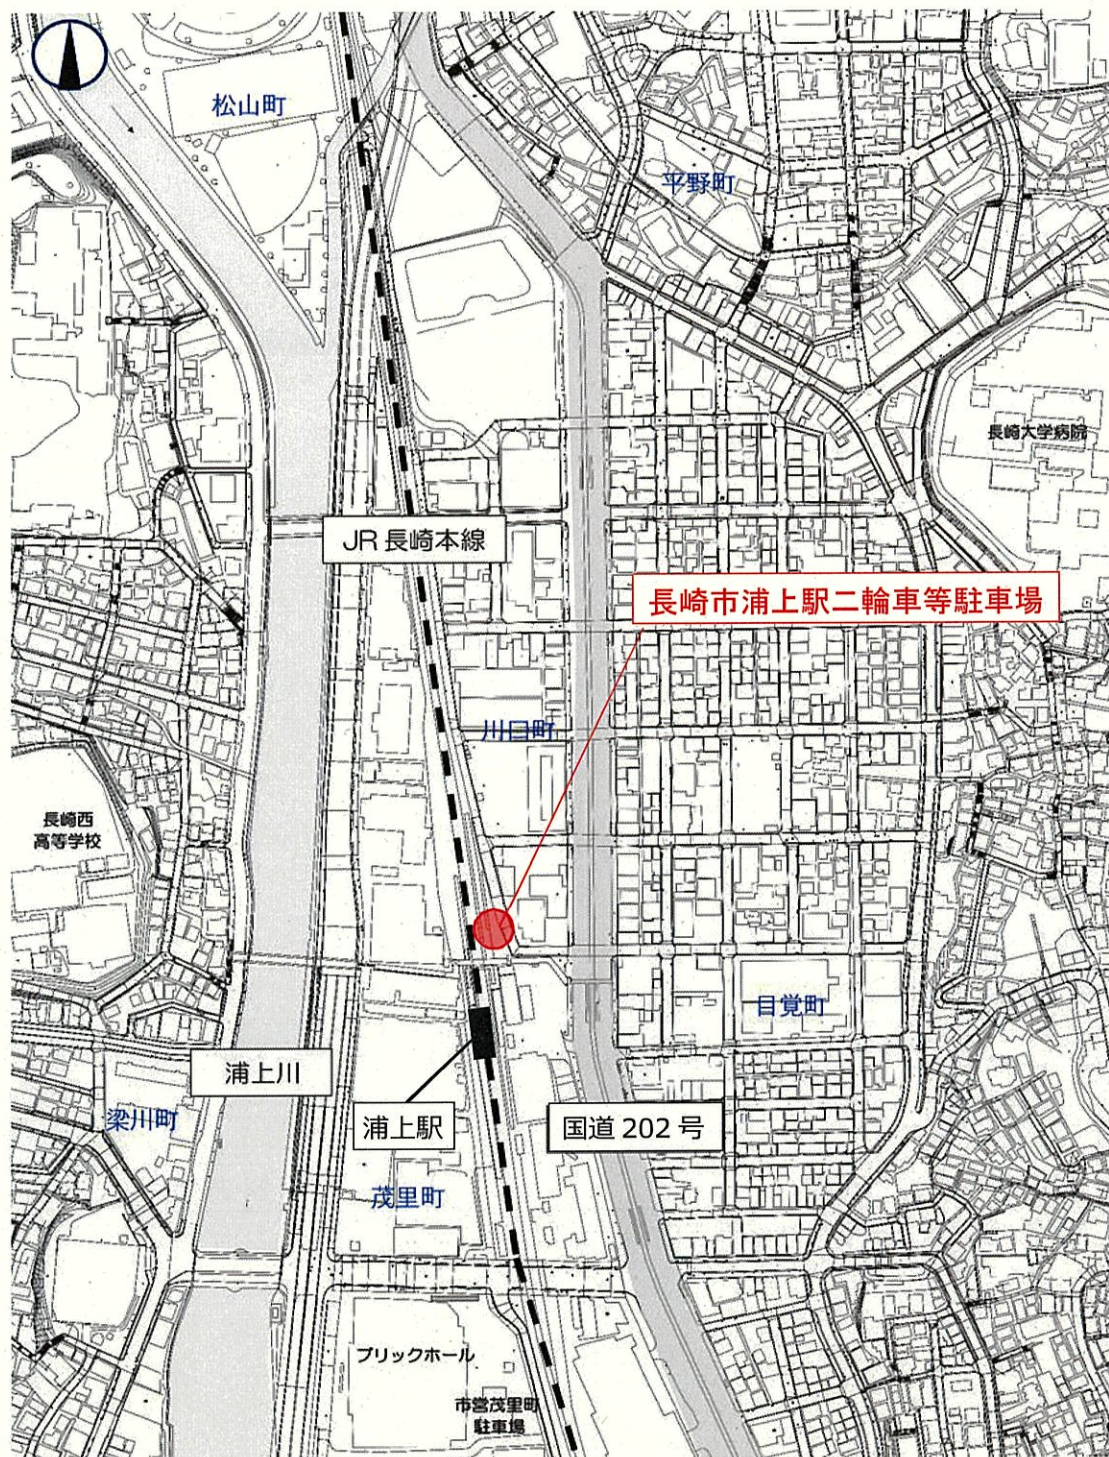 松山町
平野町
長崎大学病院
JR 長崎本線
長崎市浦上駅二輪車等駐車場
川口町
長崎西
高等学校
目覚町
浦上川
梁川町
浦上駅
国道 202 号
茂里町
ブリックホール
市営茂里町
駐車場